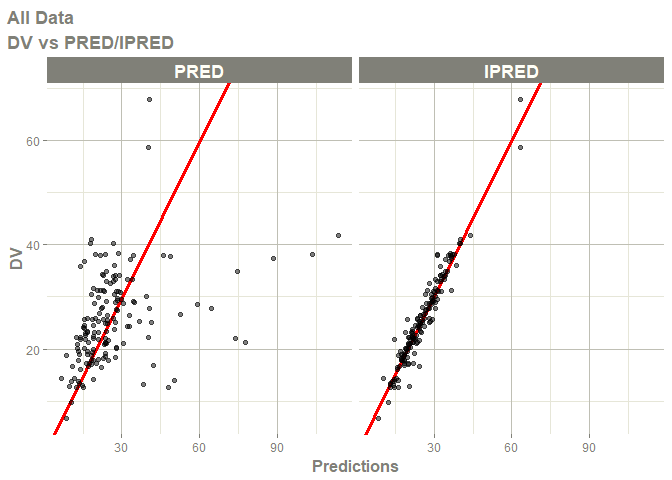 All Data
DV vs PRED/IPRED
PRED IPRED
60
40
20
DV
30 60 90 30 60 90
Predictions